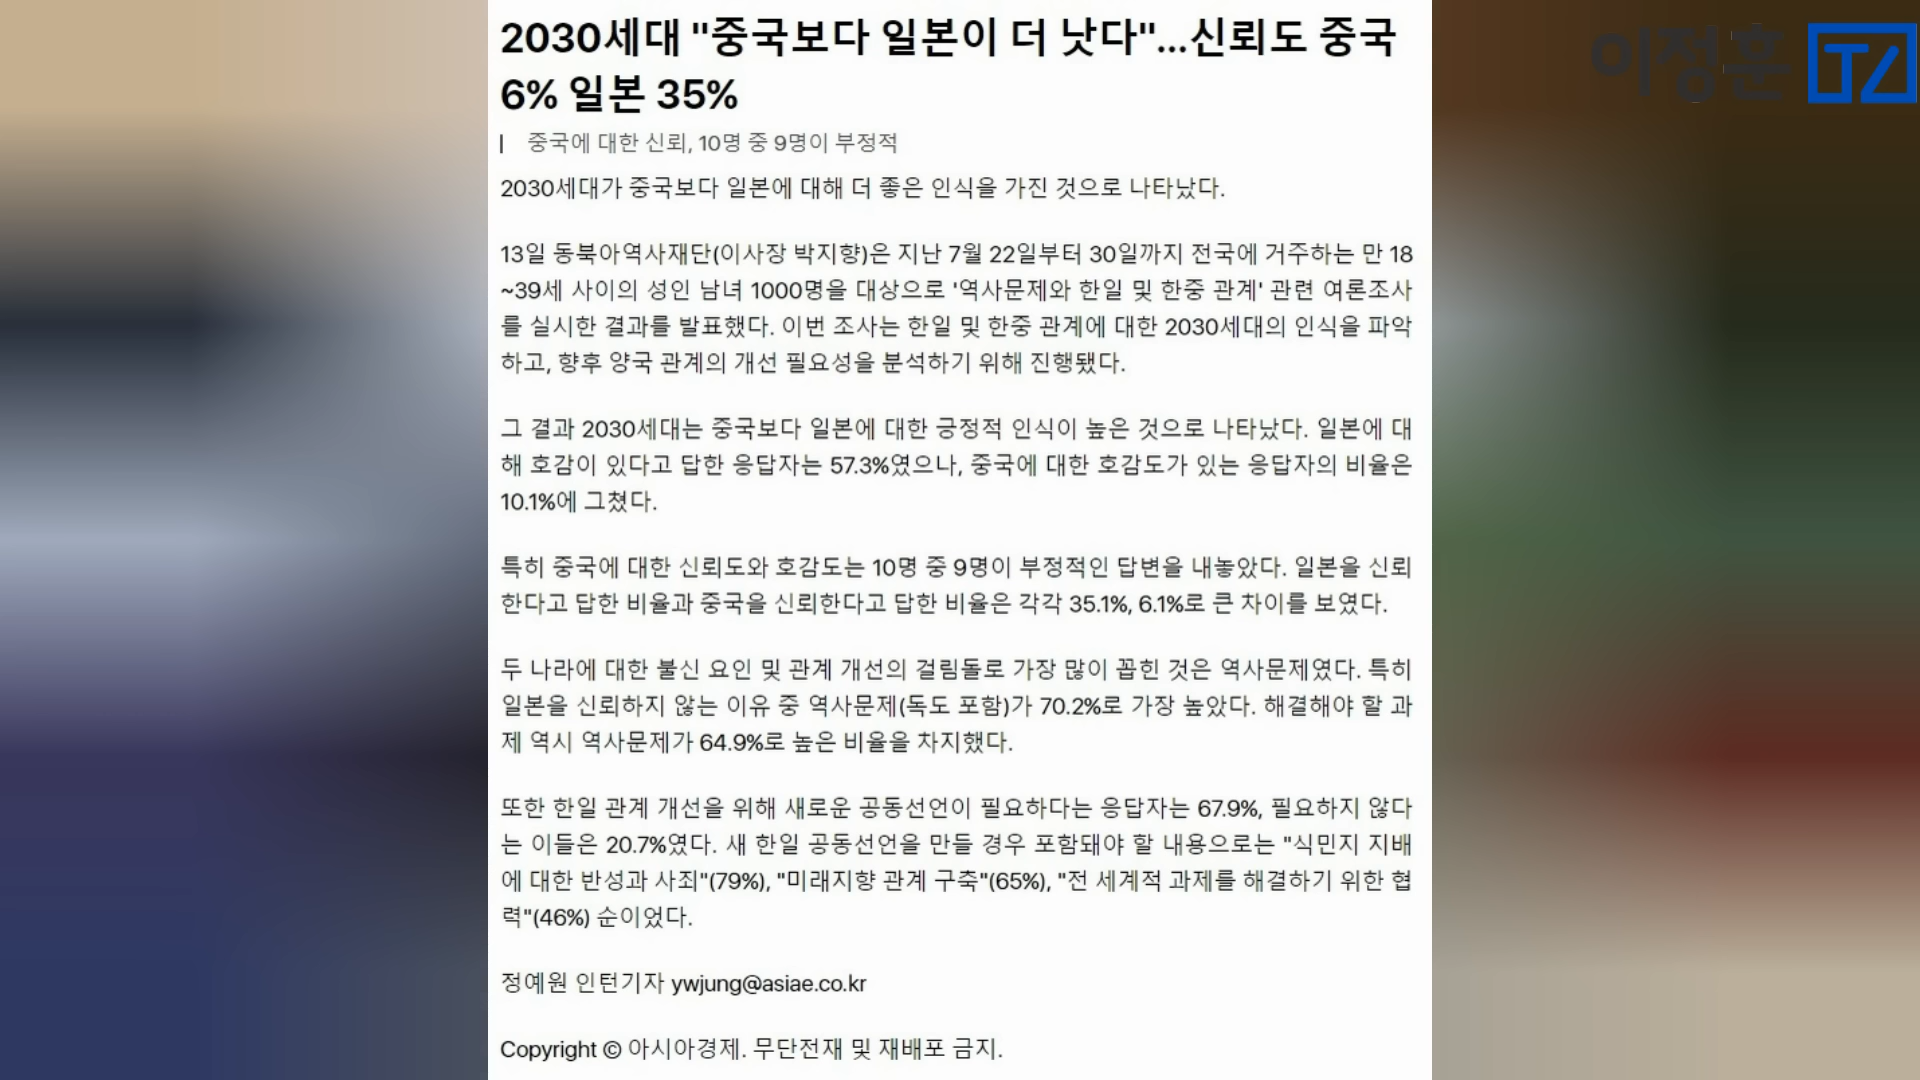 2030세대 "중국보다 일본이 더 낫다"...신뢰도 중국
6% 일본 35%
중국에 대한 신뢰, 10명 중 9명이 부정적
2030세대가 중국보다 일본에 대해 더 좋은 인식을 가진 것으로 나타났다.
13일 동북아역사재단(이사장 박지향)은 지난 7월 22일부터 30일까지 전국에 거주하는 만 18
~39세 사이의 성인 남녀 1000명을 대상으로 '역사문제와 한일 및 한중 관계' 관련 여론조사
를 실시한 결과를 발표했다. 이번 조사는 한일 및 한중 관계에 대한 2030세대의 인식을 파악
하고, 향후 양국 관계의 개선 필요성을 분석하기 위해 진행됐다.
그 결과 2030세대는 중국보다 일본에 대한 긍정적 인식이 높은 것으로 나타났다. 일본에 대
해 호감이 있다고 답한 응답자는 57.3%였으나, 중국에 대한 호감도가 있는 응답자의 비율은
10.1%에 그쳤다.
특히 중국에 대한 신뢰도와 호감도는 10명 중 9명이 부정적인 답변을 내놓았다. 일본을 신뢰
한다고 답한 비율과 중국을 신뢰한다고 답한 비율은 각각 35.1%, 6.1%로 큰 차이를 보였다.
두 나라에 대한 불신 요인 및 관계 개선의 걸림돌로 가장 많이 꼽힌 것은 역사문제였다. 특히
일본을 신뢰하지 않는 이유 중 역사문제(독도 포함)가 70.2%로 가장 높았다. 해결해야 할 과
제 역시 역사문제가 64.9%로 높은 비율을 차지했다.
또한 한일 관계 개선을 위해 새로운 공동선언이 필요하다는 응답자는 67.9%, 필요하지 않다
는 이들은 20.7%였다. 새 한일 공동선언을 만들 경우 포함돼야 할 내용으로는 "식민지 지배
에 대한 반성과 사죄"(79%), "미래지향 관계 구축"(65%), "전 세계적 과제를 해결하기 위한 협
력"(46%) 순이었다.
정예원 인턴기자 ywjung@asiae.co.kr
Copyright © 아시아경제. 무단전재 및 재배포 금지.
이정훈 TV